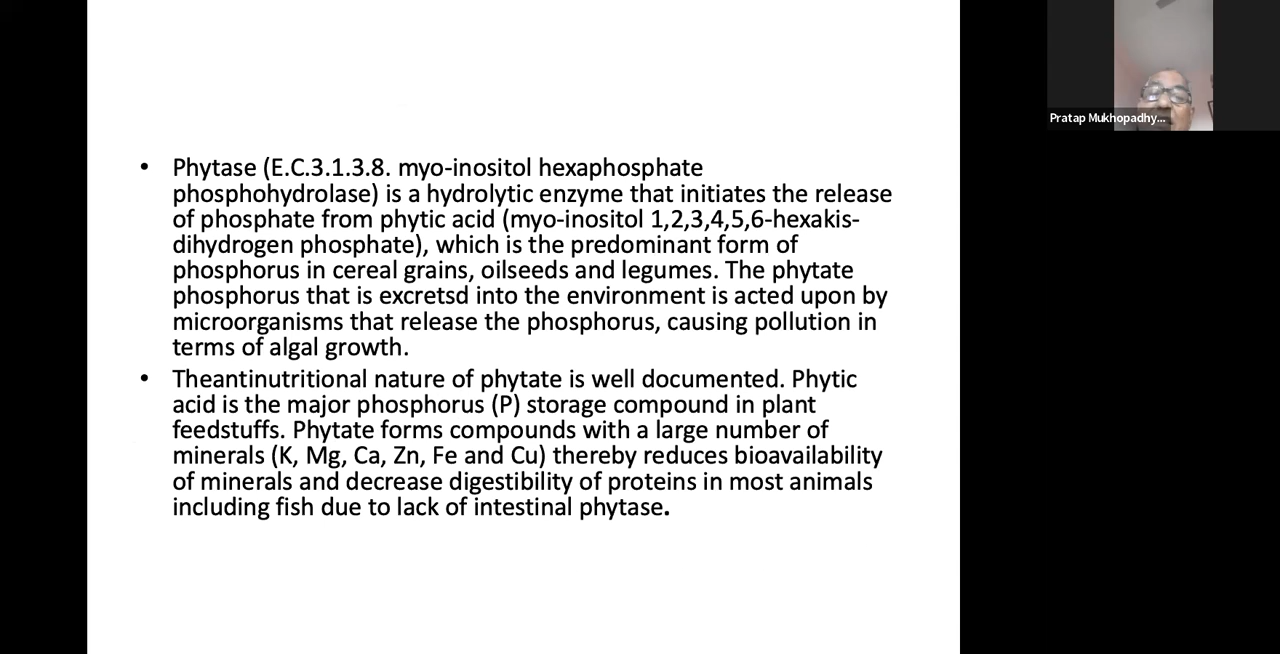 • Phytase (E.C.3.1.3.8. myo-inositol hexaphosphate
phosphohydrolase) is a hydrolytic enzyme that initiates the release
of phosphate from phytic acid (myo-inositol 1,2,3,4,5,6-hexakis-
dihydrogen phosphate), which is the predominant form of
phosphorus in cereal grains, oilseeds and legumes. The phytate
phosphorus that is excretsd into the environment is acted upon by
microorganisms that release the phosphorus, causing pollution in
terms of algal growth.
• Theantinutritional nature of phytate is well documented. Phytic
acid is the major phosphorus (P) storage compound in plant
feedstuffs. Phytate forms compounds with a large number of
minerals (K, Mg, Ca, Zn, Fe and Cu) thereby reduces bioavailability
of minerals and decrease digestibility of proteins in most animals
including fish due to lack of intestinal phytase.
Pratap Mukhopadhy...